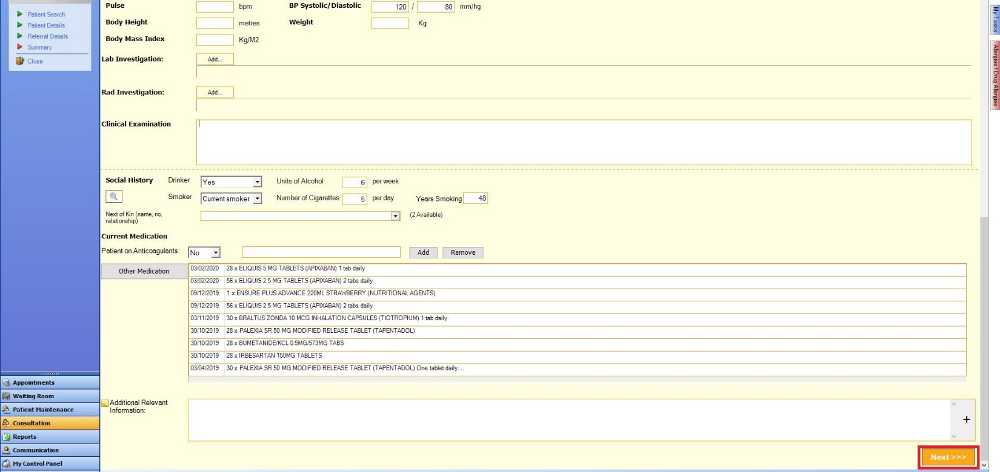 Patient Search
Patient Details
Referral Details
Summary
Close
Pulse bpm BP Systolic/Diastolic 120 / 80 mm/hg
Body Height metres Weight Kg
Body Mass Index Kg/M2
Lab Investigation: Add...
Rad Investigation: Add...
Clinical Examination
Social History Drinker Yes Units of Alcohol 6 per week
Smoker Current smoker Number of Cigarettes 5 per day Years Smoking 48
Next of Kin (name, no, relationship) (2 Available)
Current Medication
Patient on Anticoagulants: No Add Remove
Other Medication
03/02/2020 28 x ELIQUIS 5 MG TABLETS (APIXABAN) 1 tab daily
03/02/2020 56 x ELIQUIS 2.5 MG TABLETS (APIXABAN) 2 tabs daily
09/12/2019 1 x ENSURE PLUS ADVANCE 220ML STRAWBERRY (NUTRITIONAL AGENTS)
09/12/2019 56 x ELIQUIS 2.5 MG TABLETS (APIXABAN) 2 tabs daily
03/11/2019 30 x BRALTUS ZONDA 10 MCG INHALATION CAPSULES (TIOTROPIUM) 1 tab daily
30/10/2019 28 x PALEXIA SR 50 MG MODIFIED RELEASE TABLET (TAPENTADOL)
30/10/2019 28 x BUMETANIDE/KCL 0.5MG/573MG TABS
30/10/2019 28 x IRBESARTAN 150MG TABLETS
03/04/2019 30 x PALEXIA SR 50 MG MODIFIED RELEASE TABLET (TAPENTADOL) One tablet daily....
Additional Relevant
Information:
+
Next >>>
Appointments
Waiting Room
Patient Maintenance
Consultation
Reports
Communication
My Control Panel
My Tasks
Allergies / Drug Allergies